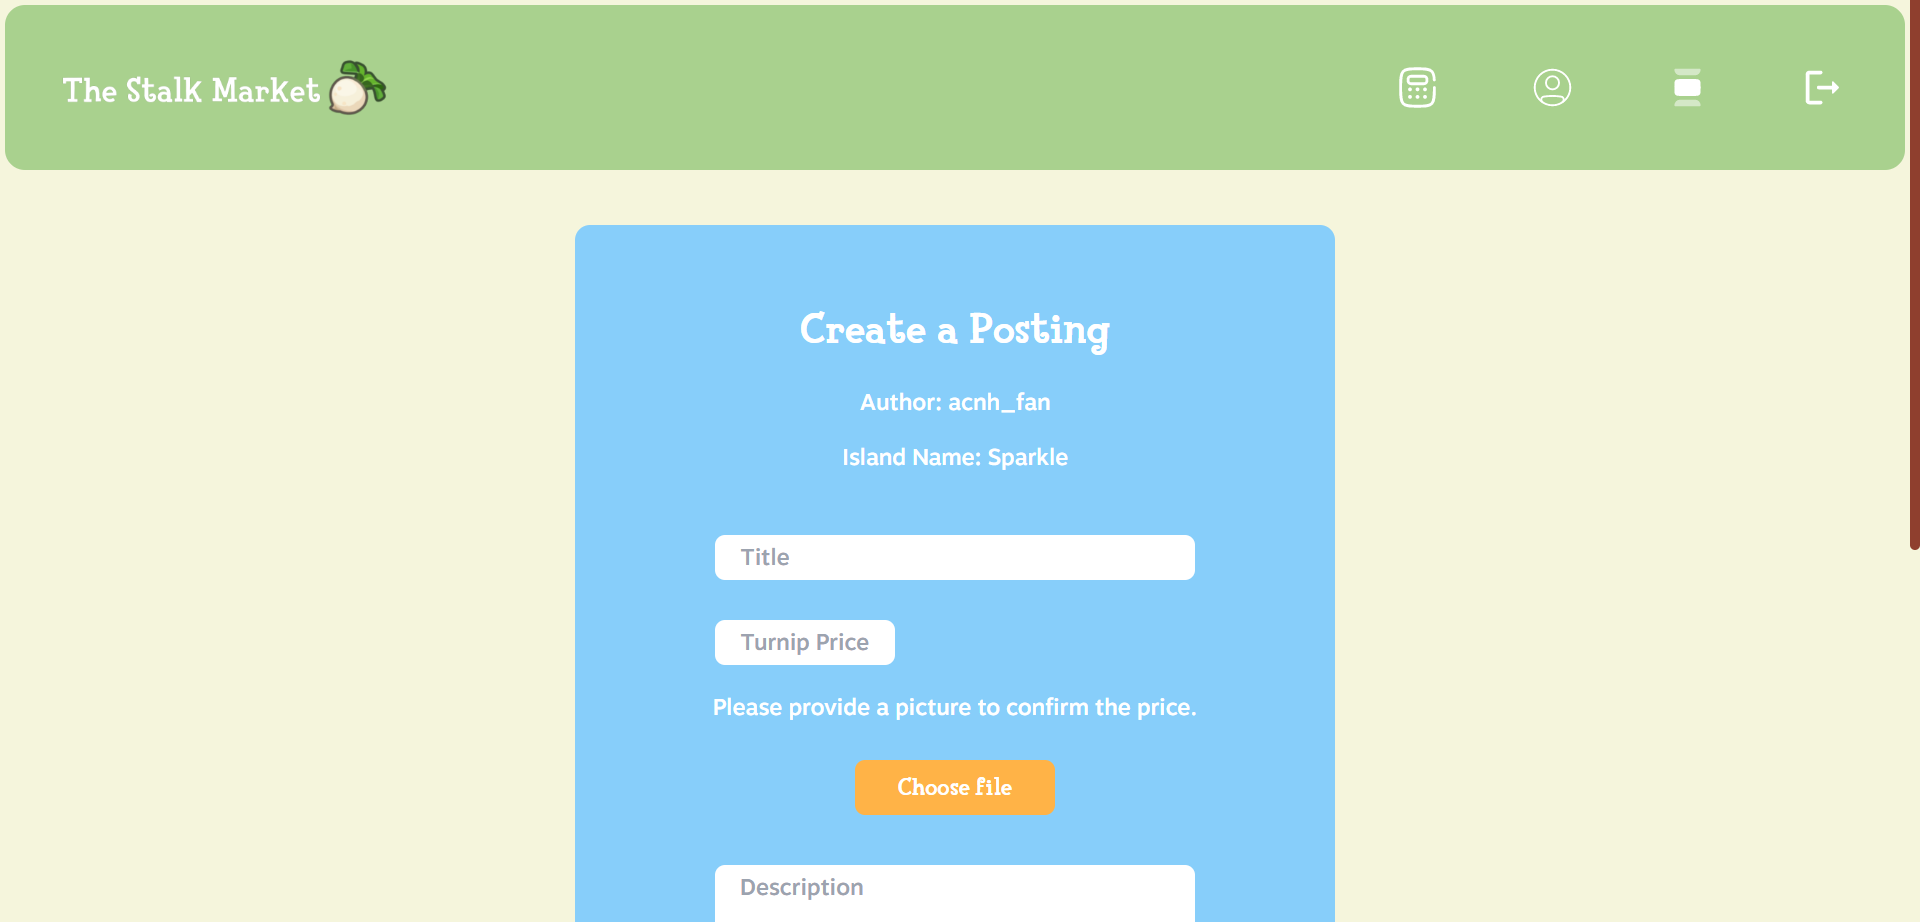 The Stalk Market
Create a Posting
Author: acnh_fan
Island Name: Sparkle
Title
Turnip Price
Please provide a picture to confirm the price.
Choose file
Description